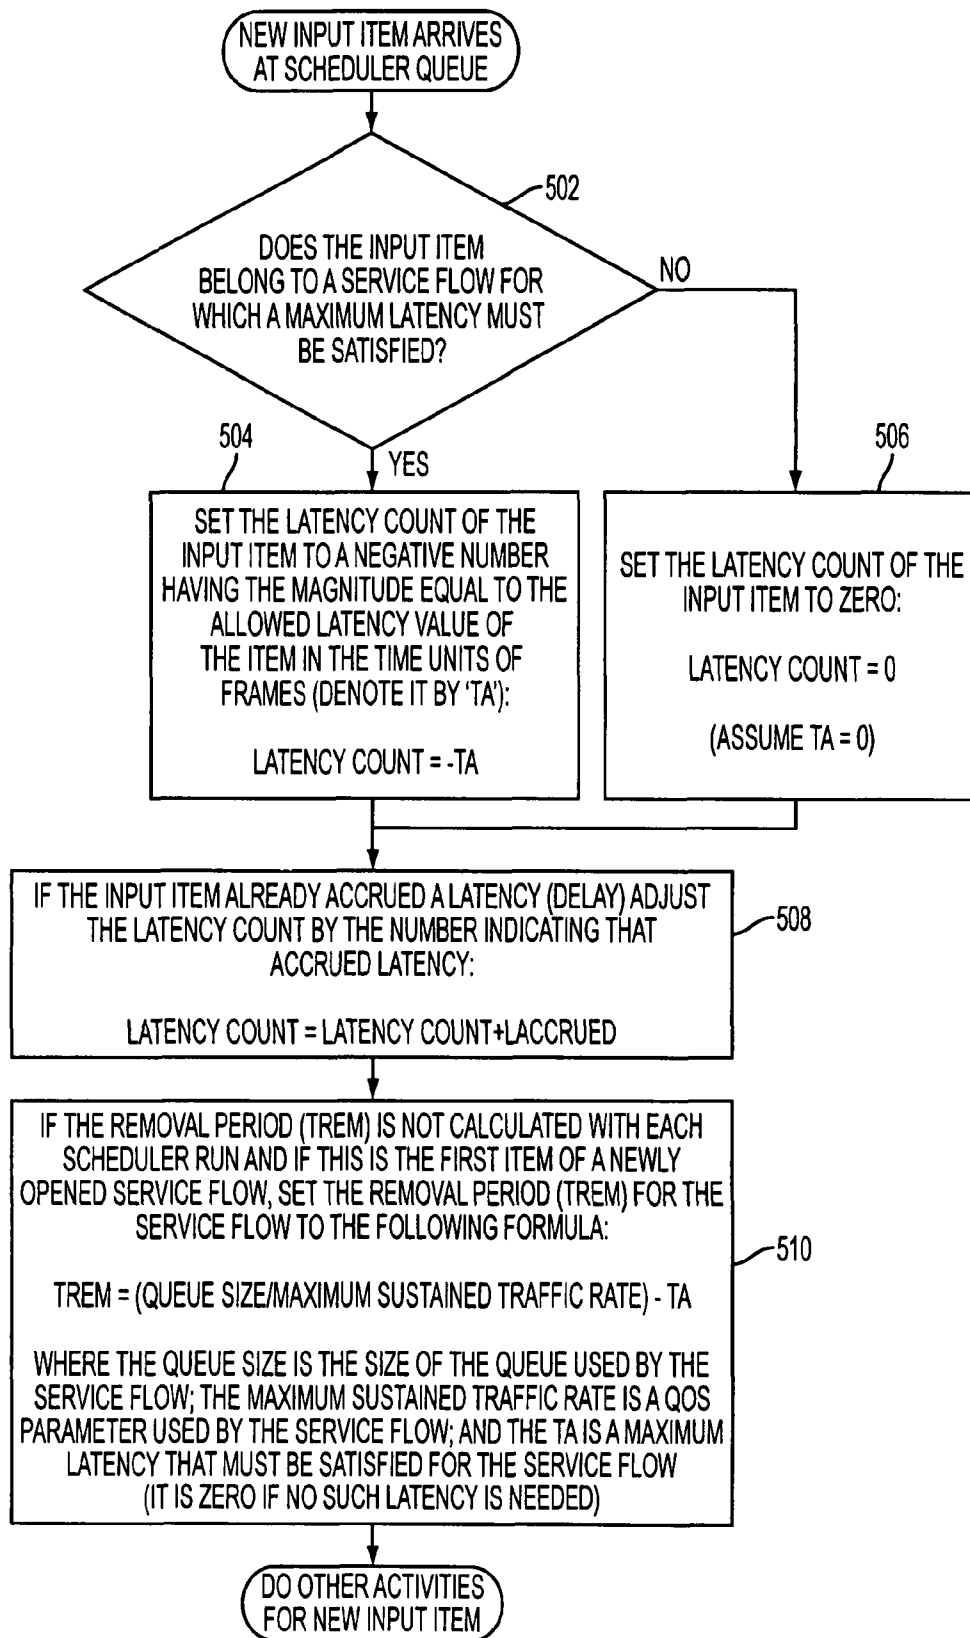 NEW INPUT ITEM ARRIVES
AT SCHEDULER QUEUE
502
DOES THE INPUT ITEM
BELONG TO A SERVICE FLOW FOR
WHICH A MAXIMUM LATENCY MUST
BE SATISFIED?
NO
YES
504
SET THE LATENCY COUNT OF THE
INPUT ITEM TO A NEGATIVE NUMBER
HAVING THE MAGNITUDE EQUAL TO THE
ALLOWED LATENCY VALUE OF
THE ITEM IN THE TIME UNITS OF
FRAMES (DENOTE IT BY 'TA'):
LATENCY COUNT = -TA
506
SET THE LATENCY COUNT OF THE
INPUT ITEM TO ZERO:
LATENCY COUNT = 0
(ASSUME TA = 0)
IF THE INPUT ITEM ALREADY ACCRUED A LATENCY (DELAY) ADJUST
THE LATENCY COUNT BY THE NUMBER INDICATING THAT
ACCRUED LATENCY:
LATENCY COUNT = LATENCY COUNT+LACCRUED
508
IF THE REMOVAL PERIOD (TREM) IS NOT CALCULATED WITH EACH
SCHEDULER RUN AND IF THIS IS THE FIRST ITEM OF A NEWLY
OPENED SERVICE FLOW, SET THE REMOVAL PERIOD (TREM) FOR THE
SERVICE FLOW TO THE FOLLOWING FORMULA:
TREM = (QUEUE SIZE/MAXIMUM SUSTAINED TRAFFIC RATE) - TA
WHERE THE QUEUE SIZE IS THE SIZE OF THE QUEUE USED BY THE
SERVICE FLOW; THE MAXIMUM SUSTAINED TRAFFIC RATE IS A QOS
PARAMETER USED BY THE SERVICE FLOW; AND THE TA IS A MAXIMUM
LATENCY THAT MUST BE SATISFIED FOR THE SERVICE FLOW
(IT IS ZERO IF NO SUCH LATENCY IS NEEDED)
510
DO OTHER ACTIVITIES
FOR NEW INPUT ITEM